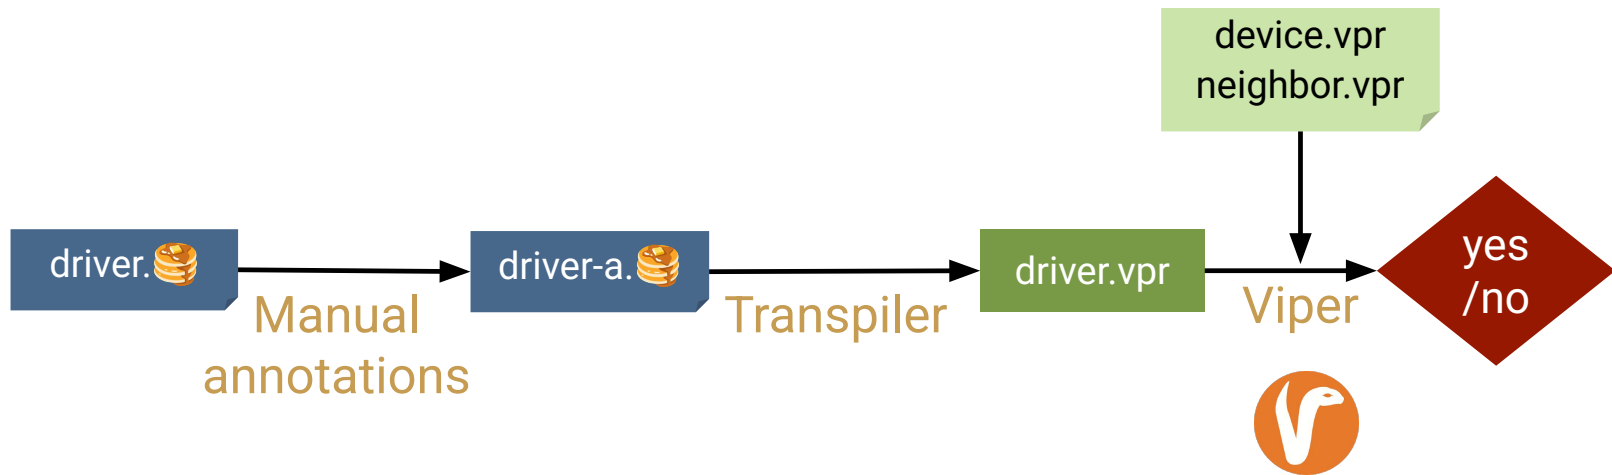 device.vpr
neighbor.vpr
driver.🥞
Manual
annotations
driver-a.🥞
Transpiler
driver.vpr
Viper
yes
/no